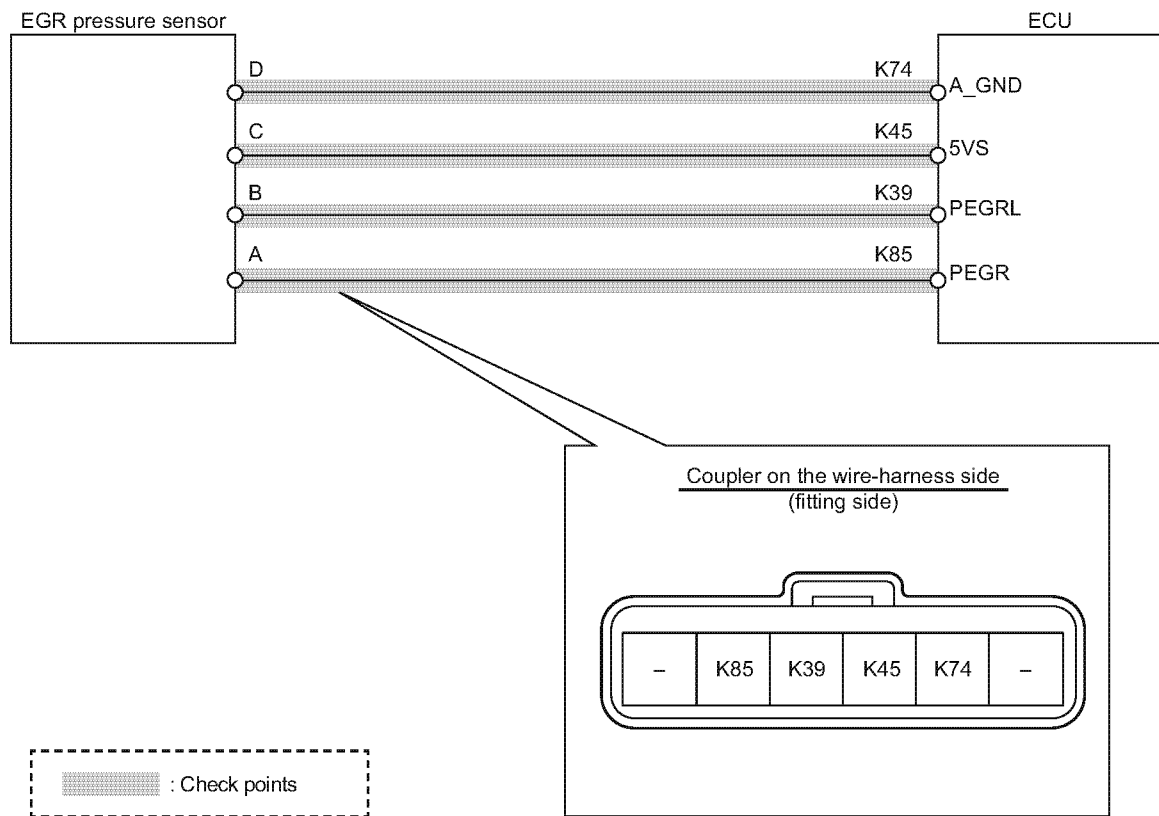 EGR pressure sensor
ECU
D
K74
A_GND
C
K45
5VS
B
K39
PEGRL
A
K85
PEGR
Coupler on the wire-harness side
(fitting side)
– K85 K39 K45 K74 –
: Check points